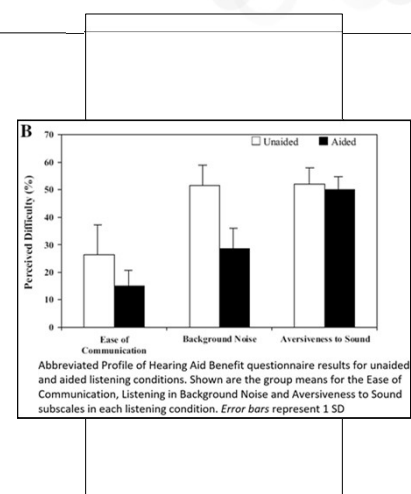 B
70
60
50
40
30
20
10
0
Perceived Difficulty (%)
Unaided Aided
Ease of
Communication
Background Noise
Aversiveness to Sound
Abbreviated Profile of Hearing Aid Benefit questionnaire results for unaided
and aided listening conditions. Shown are the group means for the Ease of
Communication, Listening in Background Noise and Aversiveness to Sound
subscales in each listening condition. Error bars represent 1 SD